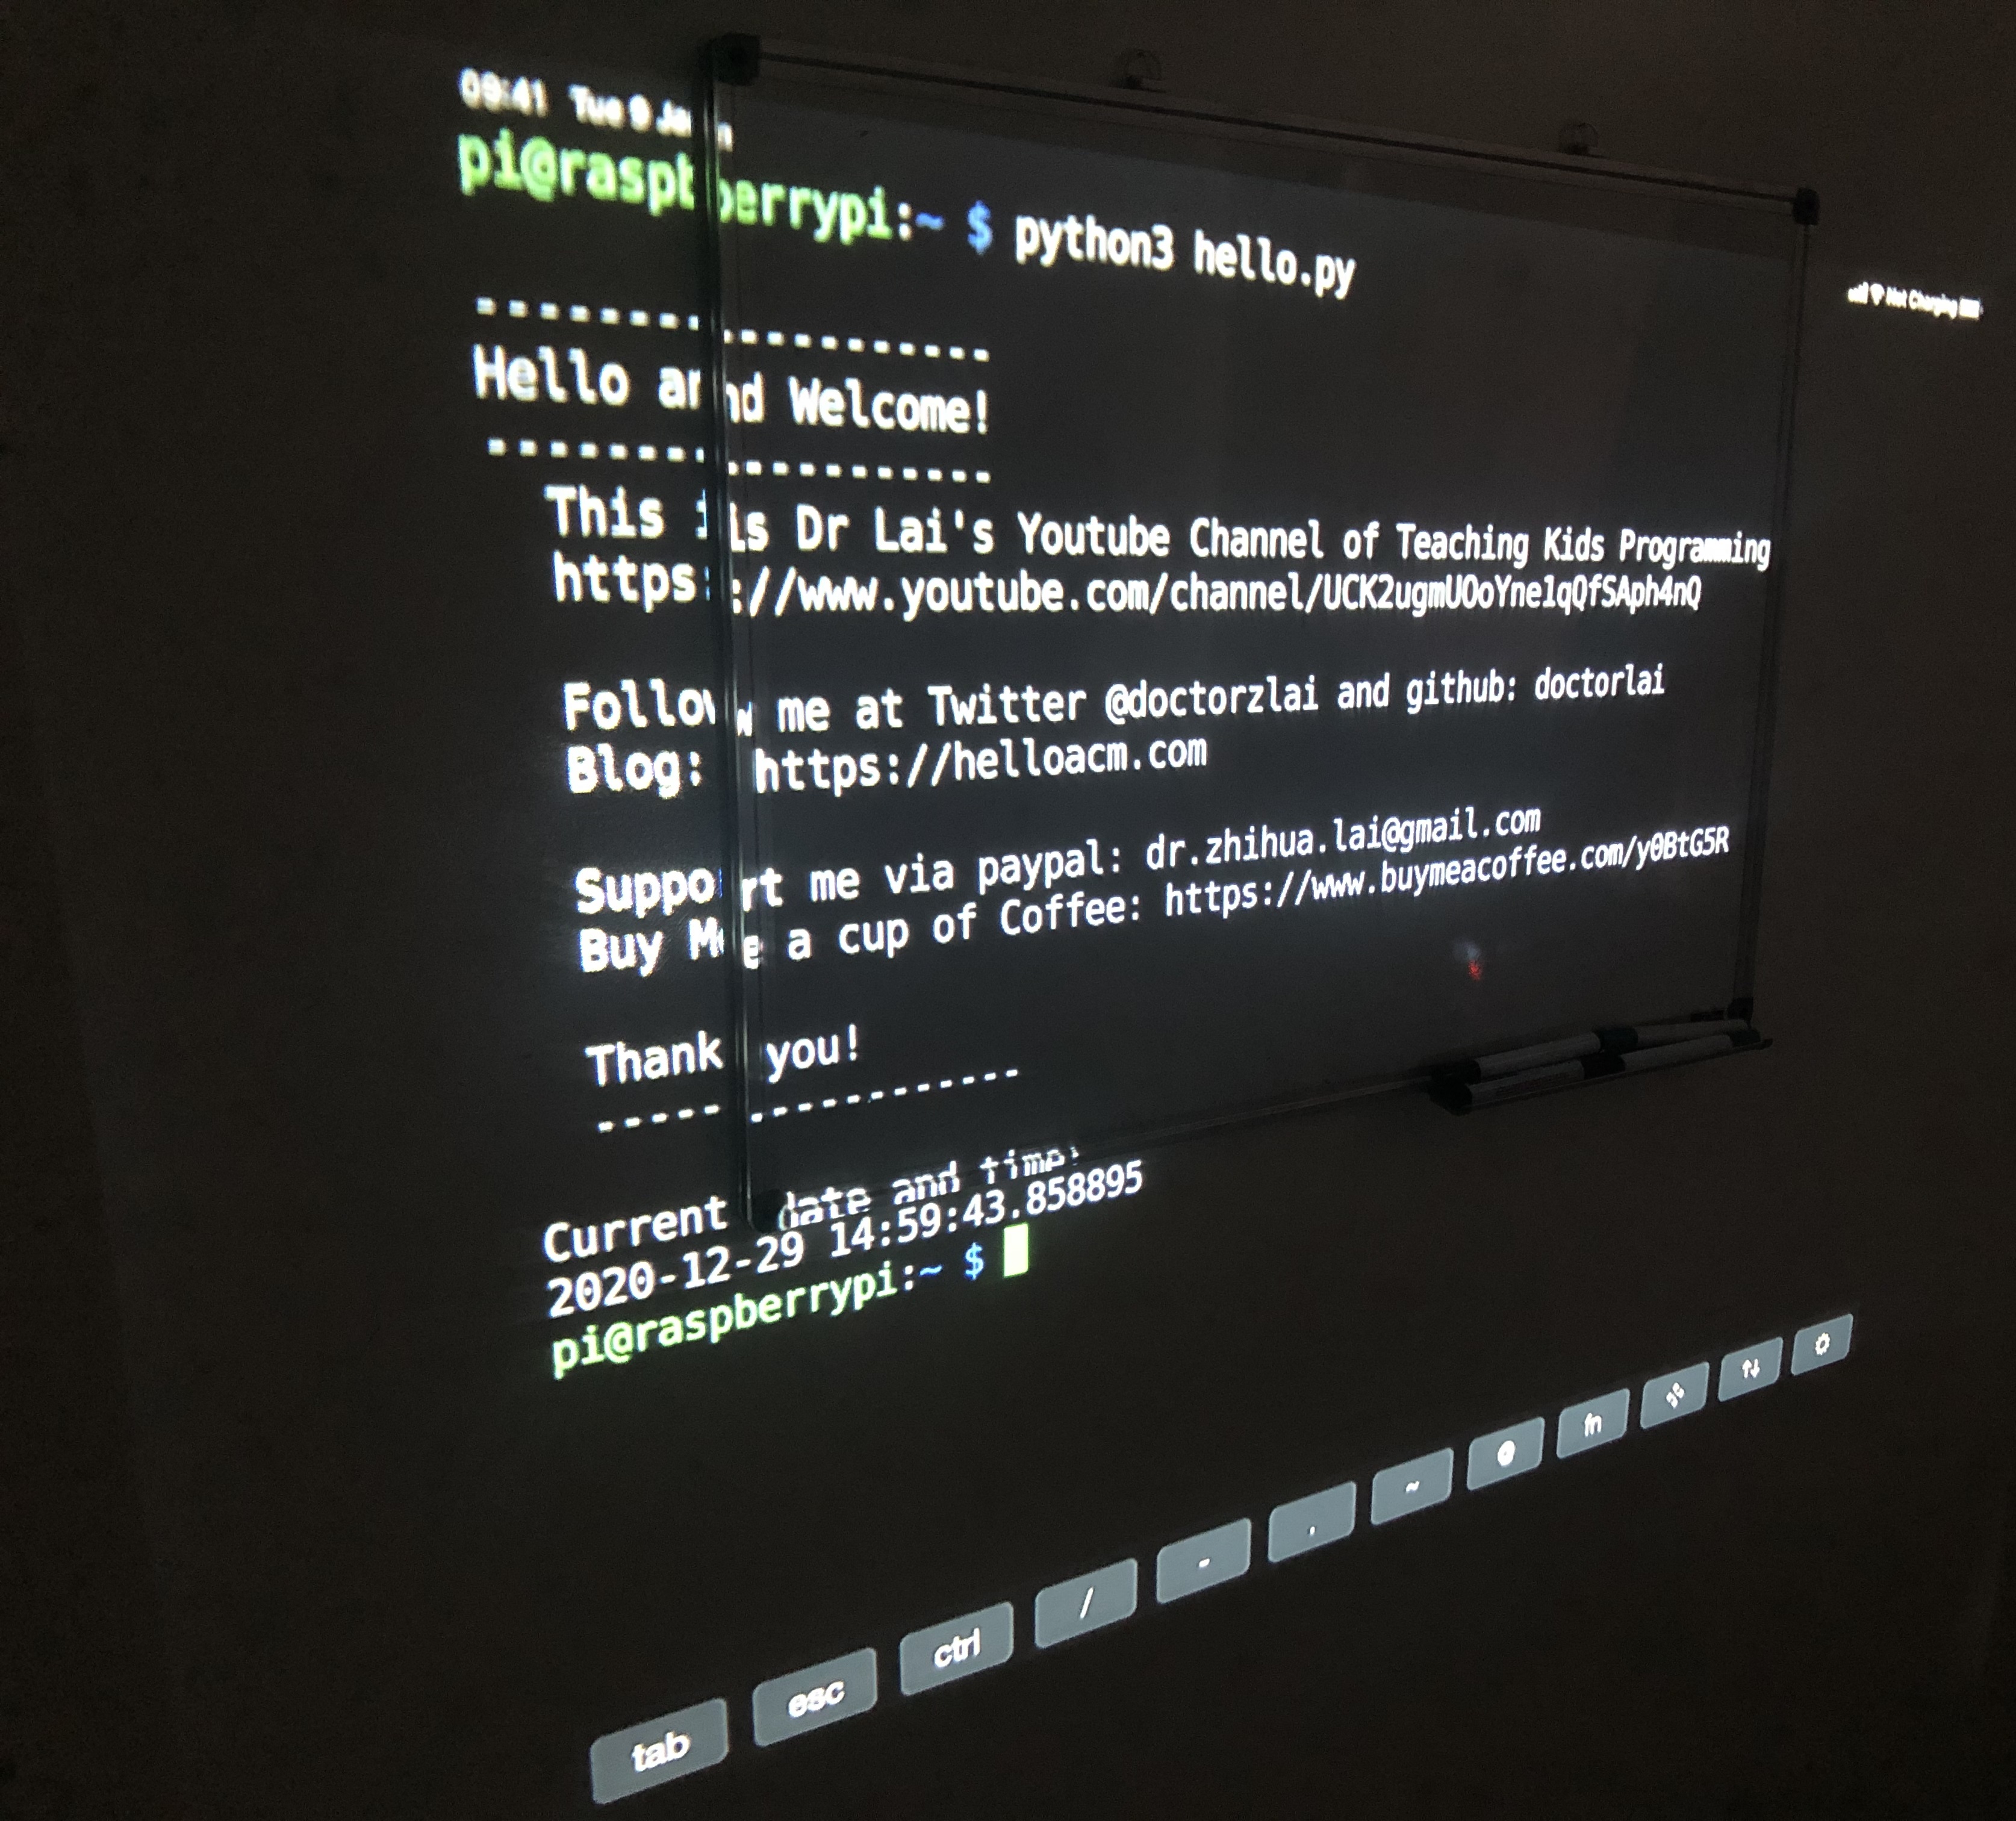 09:41 Tue 9 Jan
pi@raspberrypi:~ $ python3 hello.py
Not Charging
-------------------
Hello and Welcome!
-------------------
This is Dr Lai's Youtube Channel of Teaching Kids Programming
https://www.youtube.com/channel/UCK2ugmUOoYne1qQfSAph4nQ
Follow me at Twitter @doctorzlai and github: doctorlai
Blog: https://helloacm.com
Support me via paypal: dr.zhihua.lai@gmail.com
Buy Me a cup of Coffee: https://www.buymeacoffee.com/y0BtG5R
Thank you!
------------------
Current date and time:
2020-12-29 14:59:43.858895
pi@raspberrypi:~ $
tab esc ctrl / - . ~ @ fn